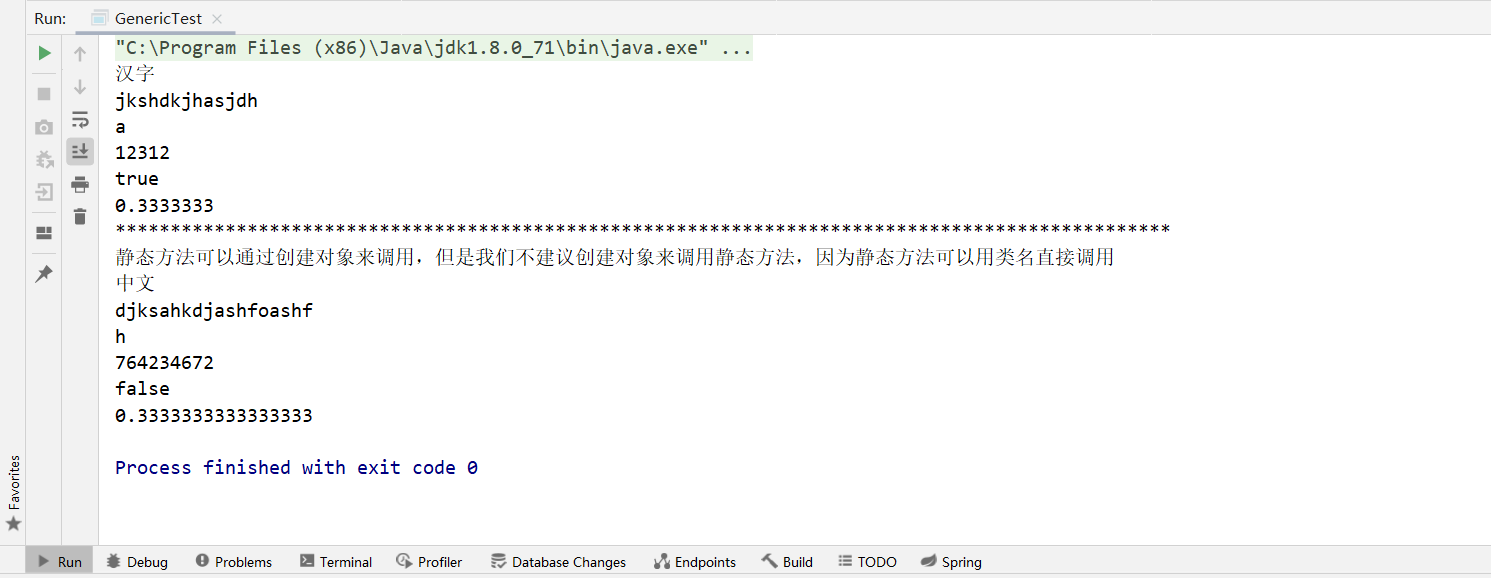 Run: GenericTest
"C:\Program Files (x86)\Java\jdk1.8.0_71\bin\java.exe" ...
汉字
jkshdkjhasjdh
a
12312
true
0.3333333
************************************************************************************************
静态方法可以通过创建对象来调用，但是我们不建议创建对象来调用静态方法，因为静态方法可以用类名直接调用
中文
djksahkdjashfoashf
h
764234672
false
0.3333333333333333
Process finished with exit code 0
Favorites
Run Debug Problems Terminal Profiler Database Changes Endpoints Build TODO Spring